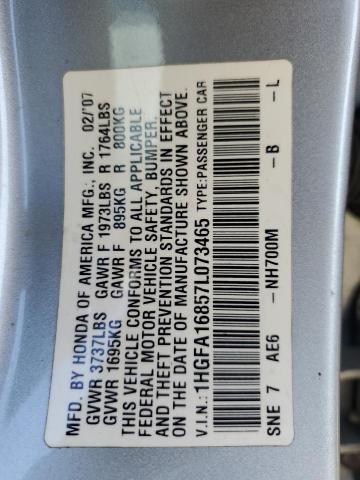 MFD. BY HONDA OF AMERICA MFG., INC. 02/'07
GVWR 3737LBS GAWR F 1973LBS R 1764LBS
GVWR 1695KG GAWR F 895KG R 800KG
THIS VEHICLE CONFORMS TO ALL APPLICABLE
FEDERAL MOTOR VEHICLE SAFETY, BUMPER,
AND THEFT PREVENTION STANDARDS IN EFFECT
ON THE DATE OF MANUFACTURE SHOWN ABOVE.
V.I.N.: 1HGFA16857L073465 TYPE: PASSENGER CAR
SNE 7 AE6 - NH700M - B - L